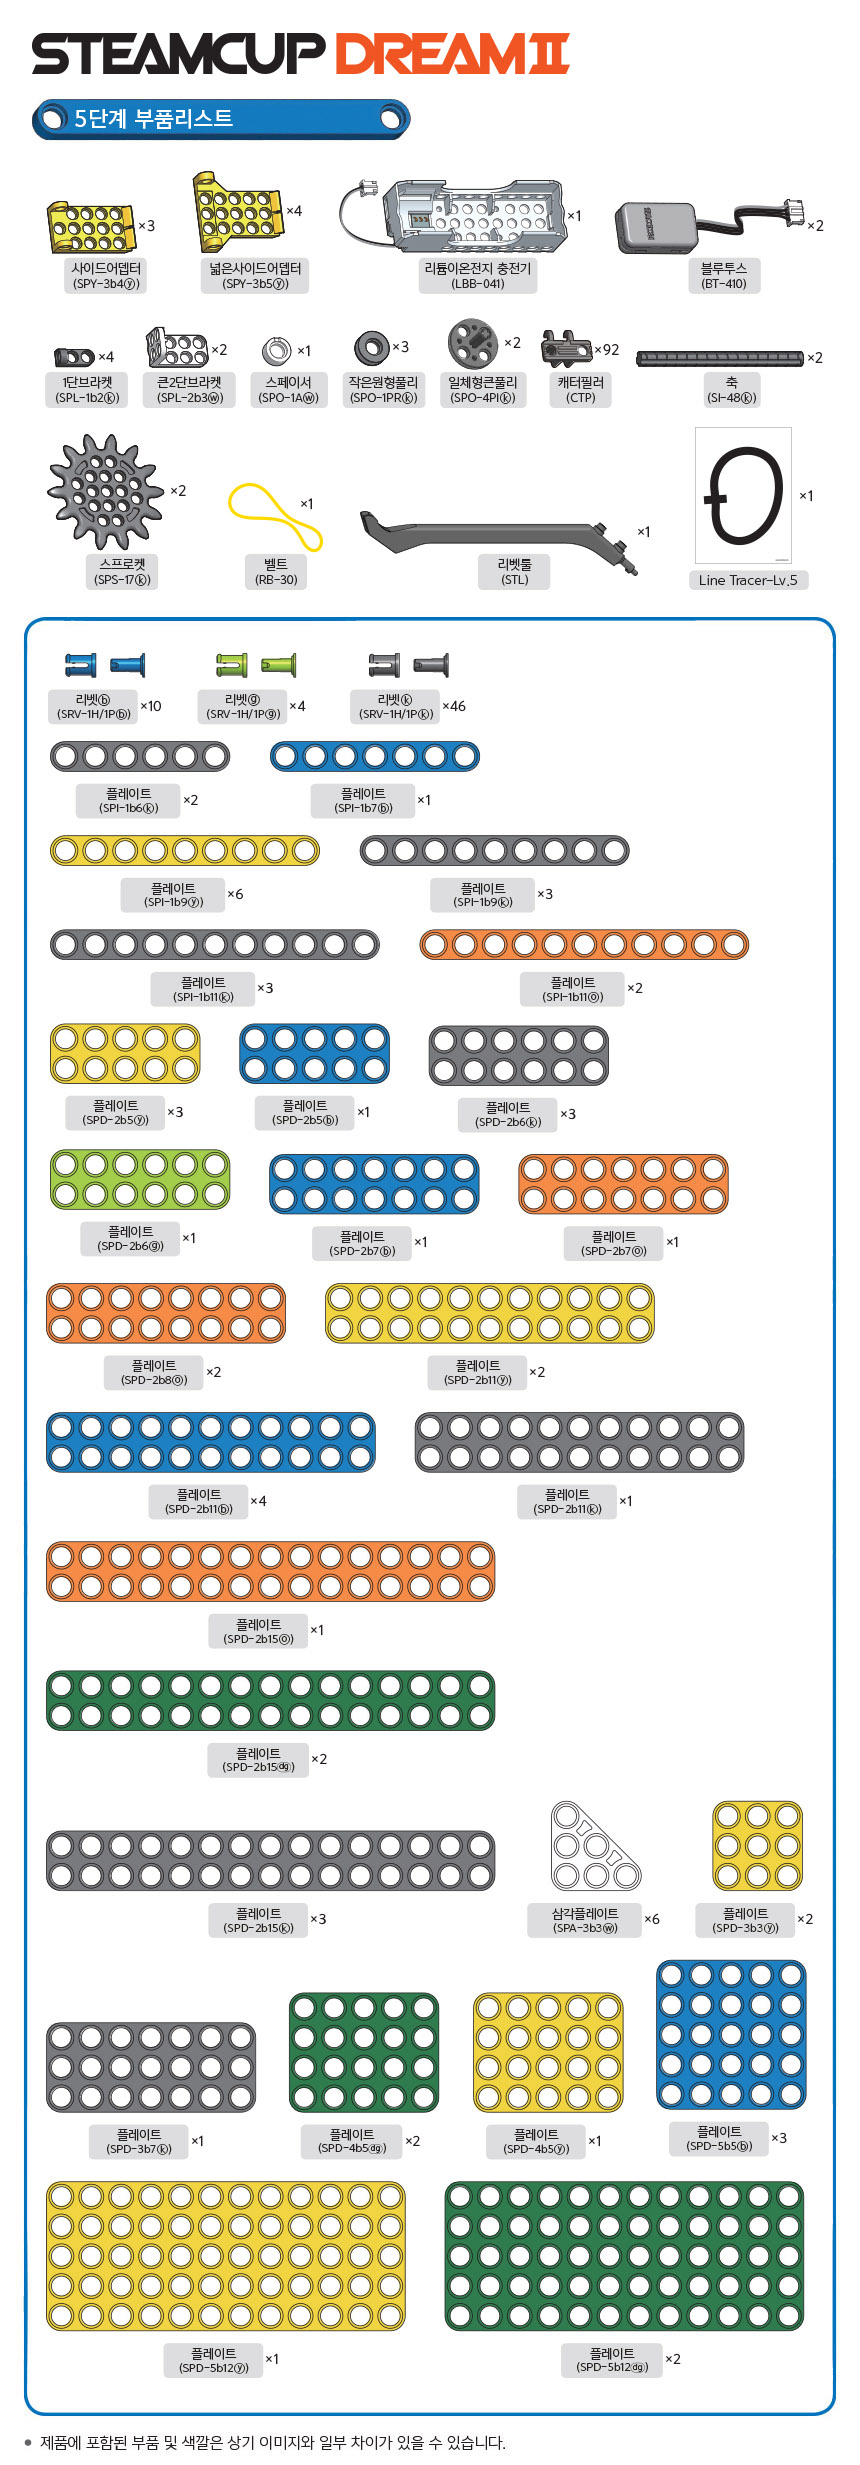 STEAMCUP DREAM II
5단계 부품리스트
사이드어뎁터
(SPY-3b4ⓨ)
×3
넓은사이드어뎁터
(SPY-3b5ⓨ)
×4
리튬이온전지 충전기
(LBB-041)
×1
블루투스
(BT-410)
×2
1단브라켓
(SPL-1b2ⓚ)
×4
큰2단브라켓
(SPL-2b3ⓦ)
×2
스페이서
(SPO-1Aⓦ)
×1
작은원형풀리
(SPO-1PRⓚ)
×3
일체형큰풀리
(SPO-4PIⓚ)
×2
캐터필러
(CTP)
×92
축
(SI-48ⓚ)
×2
스프로켓
(SPS-17ⓚ)
×2
벨트
(RB-30)
×1
리벳툴
(STL)
×1
Line Tracer-Lv.5
×1
리벳ⓑ
(SRV-1H/1Pⓑ)
×10
리벳ⓖ
(SRV-1H/1Pⓖ)
×4
리벳ⓚ
(SRV-1H/1Pⓚ)
×46
플레이트
(SPI-1b6ⓚ)
×2
플레이트
(SPI-1b7ⓑ)
×1
플레이트
(SPI-1b9ⓨ)
×6
플레이트
(SPI-1b9ⓚ)
×3
플레이트
(SPI-1b11ⓚ)
×3
플레이트
(SPI-1b11ⓞ)
×2
플레이트
(SPD-2b5ⓨ)
×3
플레이트
(SPD-2b5ⓑ)
×1
플레이트
(SPD-2b6ⓚ)
×3
플레이트
(SPD-2b6ⓖ)
×1
플레이트
(SPD-2b7ⓑ)
×1
플레이트
(SPD-2b7ⓞ)
×1
플레이트
(SPD-2b8ⓞ)
×2
플레이트
(SPD-2b11ⓨ)
×2
플레이트
(SPD-2b11ⓑ)
×4
플레이트
(SPD-2b11ⓚ)
×1
플레이트
(SPD-2b15ⓞ)
×1
플레이트
(SPD-2b15dg)
×2
플레이트
(SPD-2b15ⓚ)
×3
삼각플레이트
(SPA-3b3ⓦ)
×6
플레이트
(SPD-3b3ⓨ)
×2
플레이트
(SPD-3b7ⓚ)
×1
플레이트
(SPD-4b5dg)
×2
플레이트
(SPD-4b5ⓨ)
×1
플레이트
(SPD-5b5ⓑ)
×3
플레이트
(SPD-5b12ⓨ)
×1
플레이트
(SPD-5b12dg)
×2
● 제품에 포함된 부품 및 색깔은 상기 이미지와 일부 차이가 있을 수 있습니다.